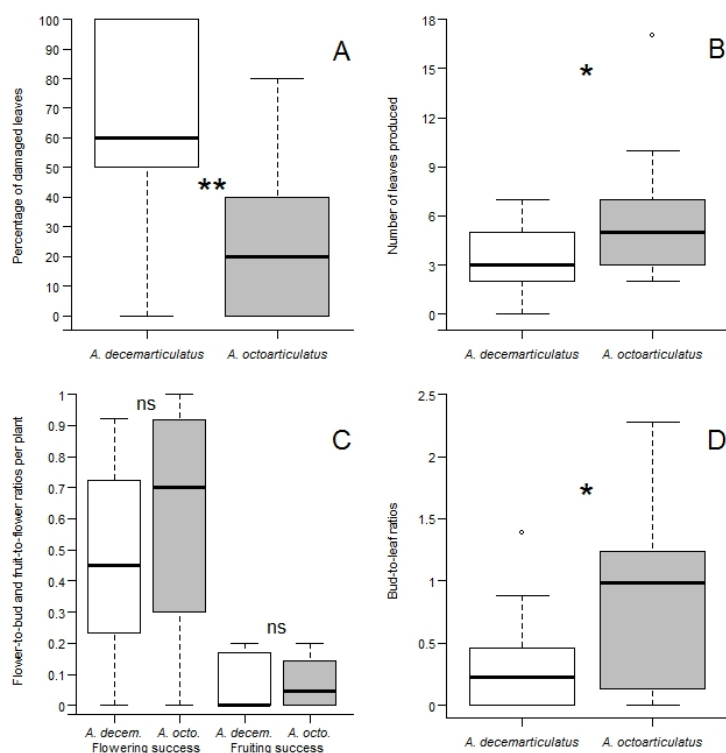 A
Percentage of damaged leaves
100
90
80
70
60
50
40
30
20
10
0
**
A. decemarticulatus A. octoarticulatus
B
Number of leaves produced
18
15
12
9
6
3
0
*
A. decemarticulatus A. octoarticulatus
C
Flower-to-bud and fruit-to-flower ratios per plant
1
0.9
0.8
0.7
0.6
0.5
0.4
0.3
0.2
0.1
0
ns
ns
A. decem. A. octo. A. decem. A. octo.
Flowering success Fruiting success
D
Bud-to-leaf ratios
2.5
2
1.5
1
0.5
0
*
A. decemarticulatus A. octoarticulatus